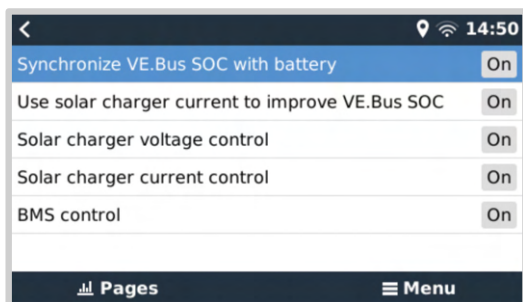 14:50
Synchronize VE.Bus SOC with battery On
Use solar charger current to improve VE.Bus SOC On
Solar charger voltage control On
Solar charger current control On
BMS control On
Pages Menu